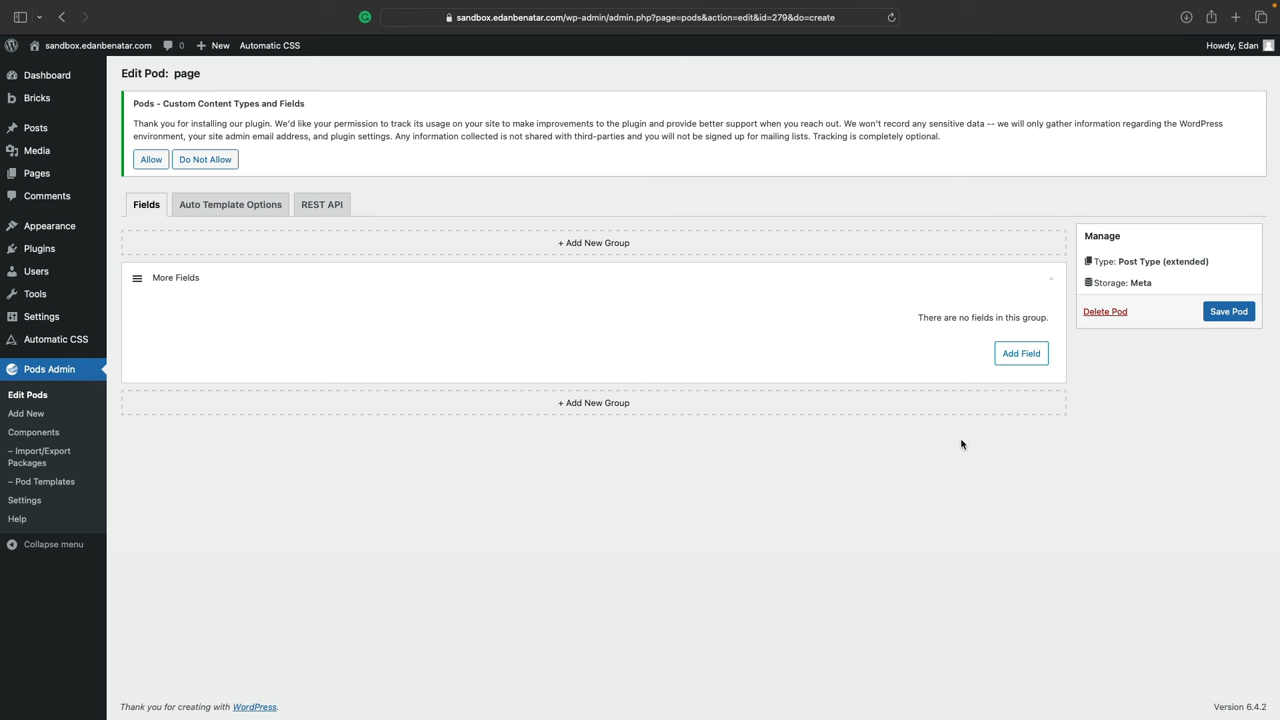 sandbox.edanbenatar.com/wp-admin/admin.php?page=pods&action=edit&id=279&do=create
sandbox.edanbenatar.com 0 New Automatic CSS Howdy, Edan
Dashboard
Bricks
Posts
Media
Pages
Comments
Appearance
Plugins
Users
Tools
Settings
Automatic CSS
Pods Admin
Edit Pods
Add New
Components
– Import/Export
Packages
– Pod Templates
Settings
Help
Collapse menu
Edit Pod: page
Pods - Custom Content Types and Fields
Thank you for installing our plugin. We'd like your permission to track its usage on your site to make improvements to the plugin and provide better support when you reach out. We won't record any sensitive data -- we will only gather information regarding the WordPress
environment, your site admin email address, and plugin settings. Any information collected is not shared with third-parties and you will not be signed up for mailing lists. Tracking is completely optional.
Allow Do Not Allow
Fields Auto Template Options REST API
+ Add New Group
More Fields
There are no fields in this group.
Add Field
+ Add New Group
Manage
Type: Post Type (extended)
Storage: Meta
Delete Pod Save Pod
Thank you for creating with WordPress.
Version 6.4.2